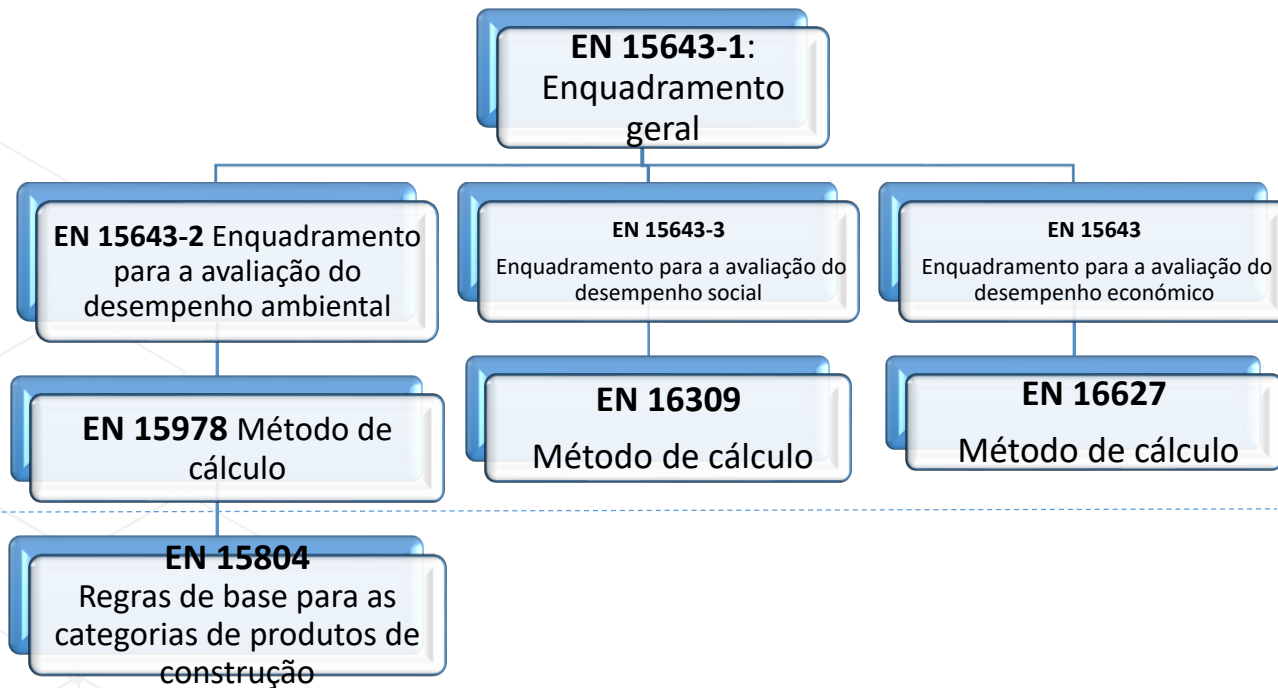 EN 15643-1:
Enquadramento
geral
EN 15643-2 Enquadramento
para a avaliação do
desempenho ambiental
EN 15643-3
Enquadramento para a avaliação do
desempenho social
EN 15643
Enquadramento para a avaliação do
desempenho económico
EN 15978 Método de
cálculo
EN 16309
Método de cálculo
EN 16627
Método de cálculo
EN 15804
Regras de base para as
categorias de produtos de
construção